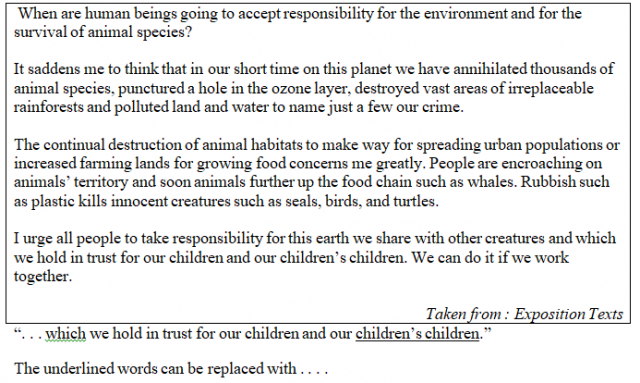 When are human beings going to accept responsibility for the environment and for the
survival of animal species?
It saddens me to think that in our short time on this planet we have annihilated thousands of
animal species, punctured a hole in the ozone layer, destroyed vast areas of irreplaceable
rainforests and polluted land and water to name just a few our crime.
The continual destruction of animal habitats to make way for spreading urban populations or
increased farming lands for growing food concerns me greatly. People are encroaching on
animals’ territory and soon animals further up the food chain such as whales. Rubbish such
as plastic kills innocent creatures such as seals, birds, and turtles.
I urge all people to take responsibility for this earth we share with other creatures and which
we hold in trust for our children and our children’s children. We can do it if we work
together.
Taken from : Exposition Texts
“. . . which we hold in trust for our children and our children’s children.”
The underlined words can be replaced with . . . .